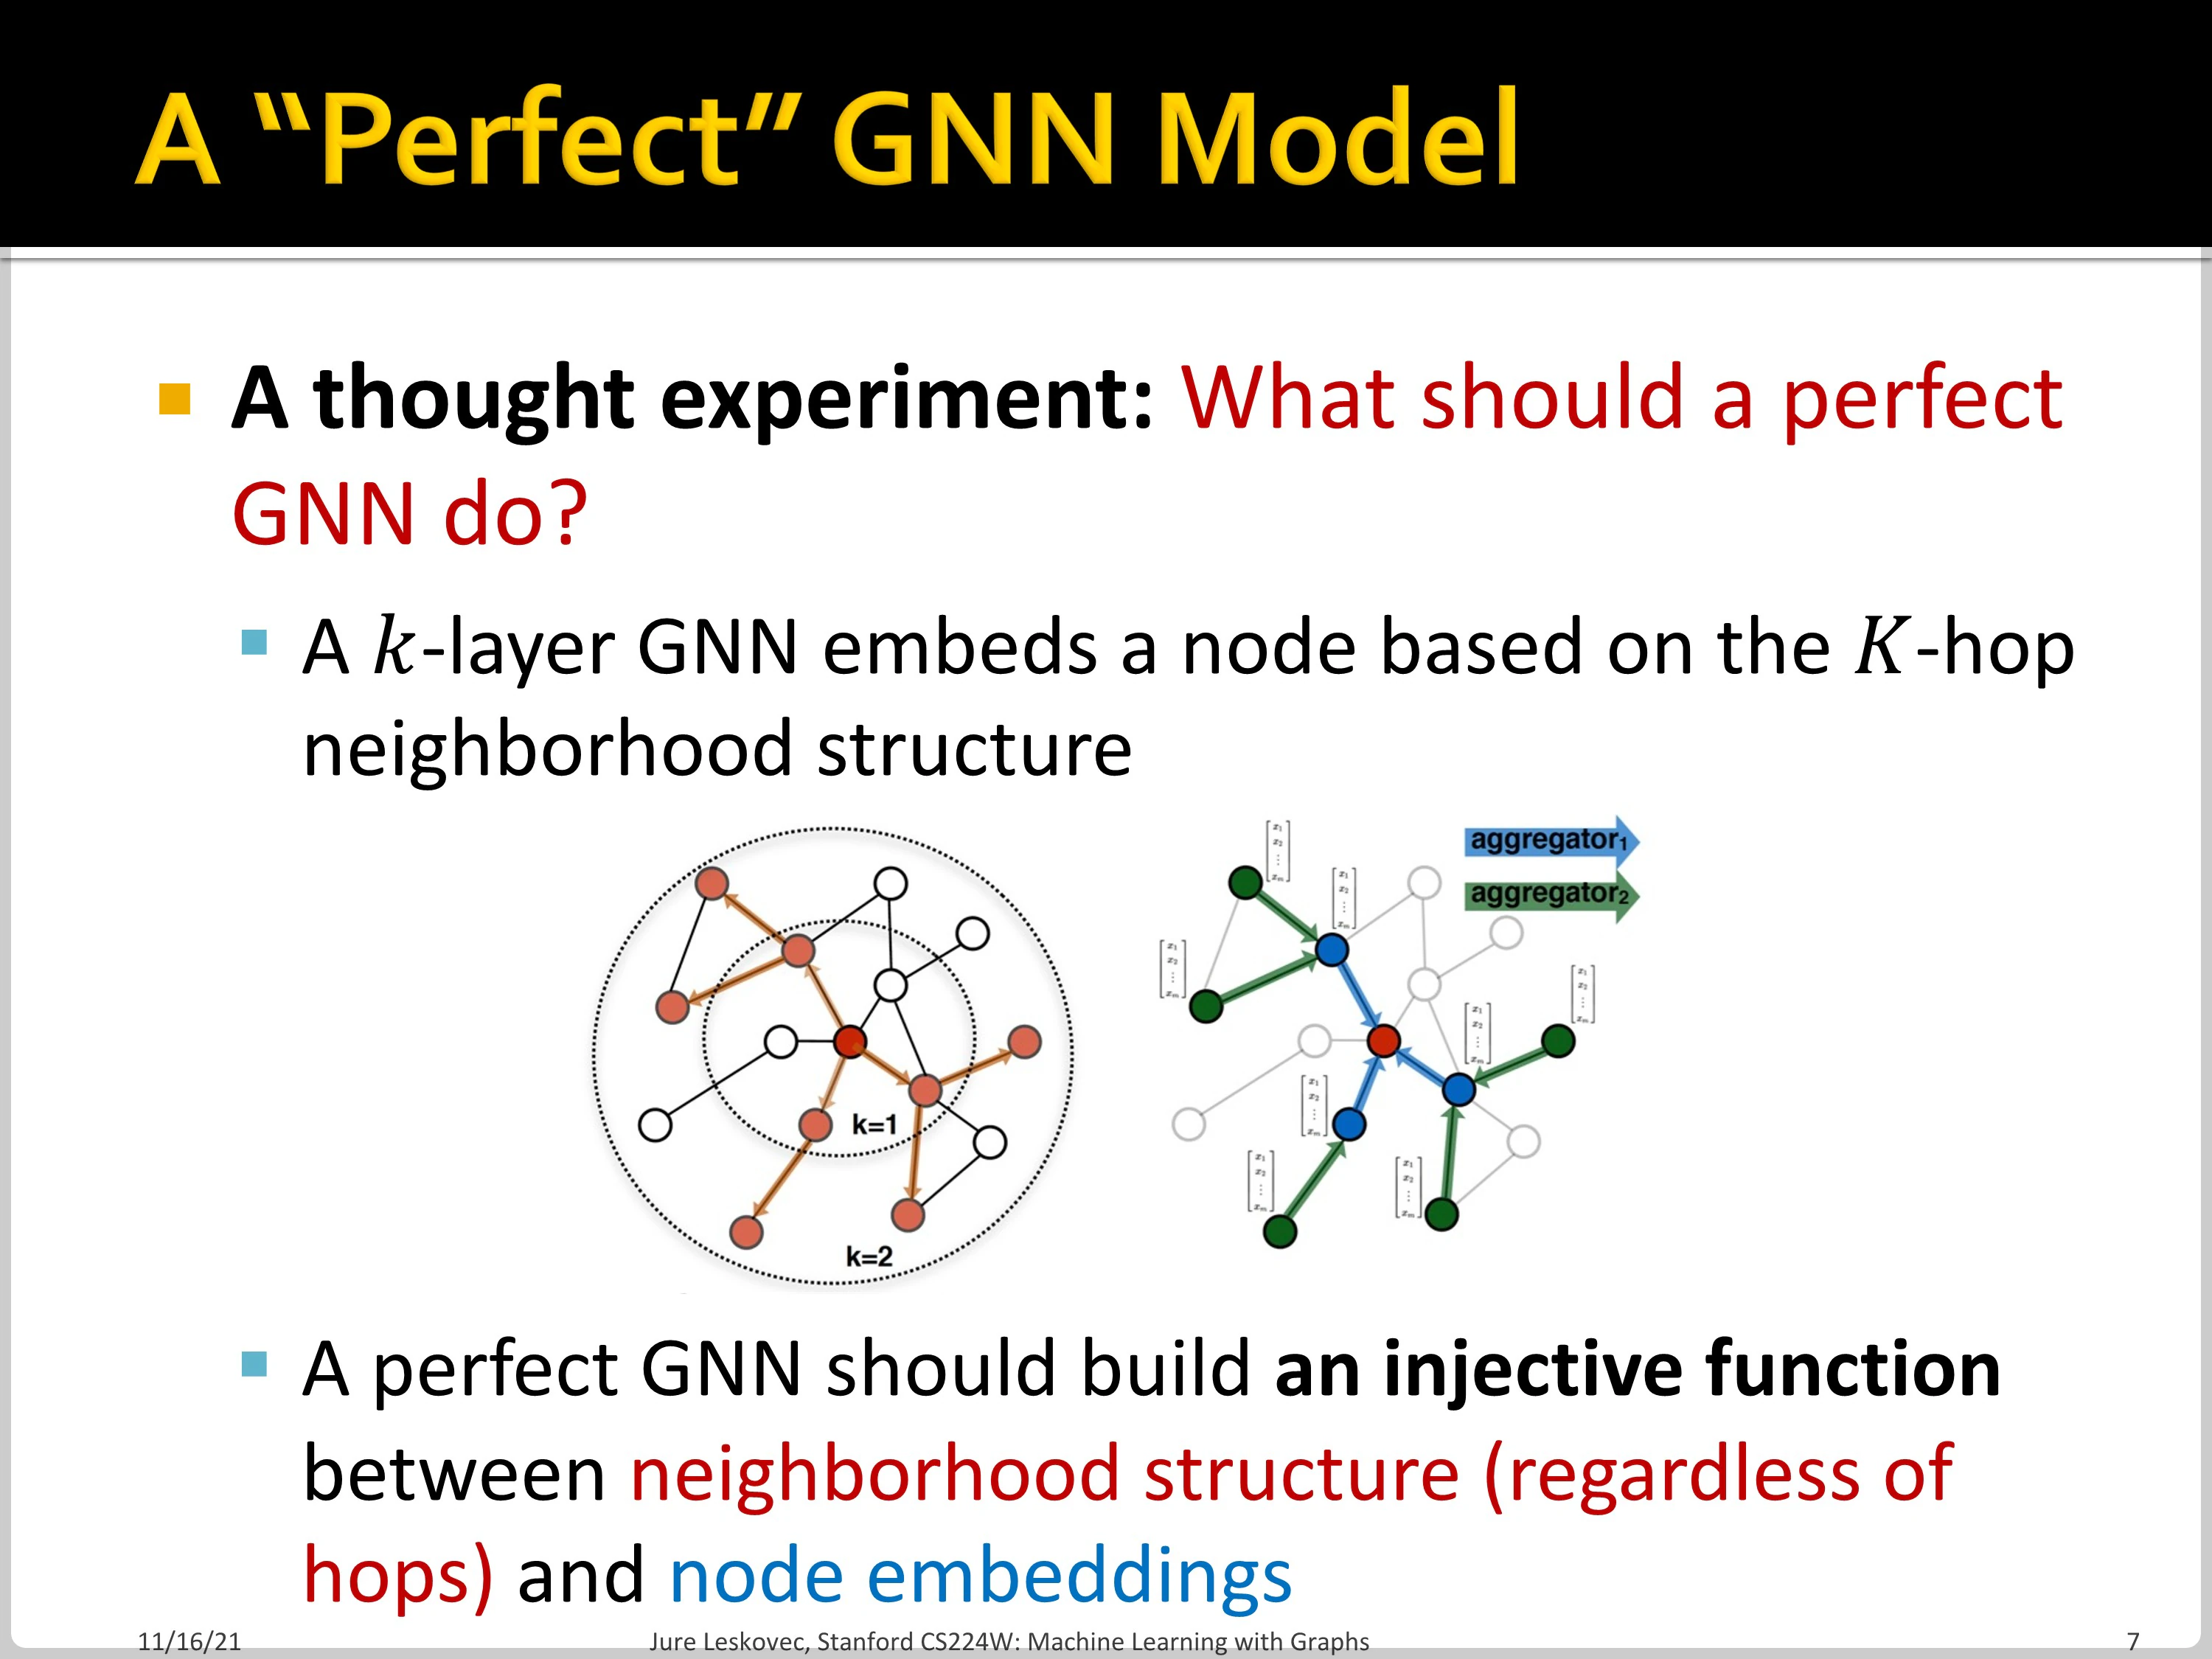 A “Perfect” GNN Model
A thought experiment: What should a perfect
GNN do?
A k-layer GNN embeds a node based on the K-hop
neighborhood structure
aggregator₁
aggregator₂
k=1
k=2
A perfect GNN should build an injective function
between neighborhood structure (regardless of
hops) and node embeddings
11/16/21
Jure Leskovec, Stanford CS224W: Machine Learning with Graphs
7